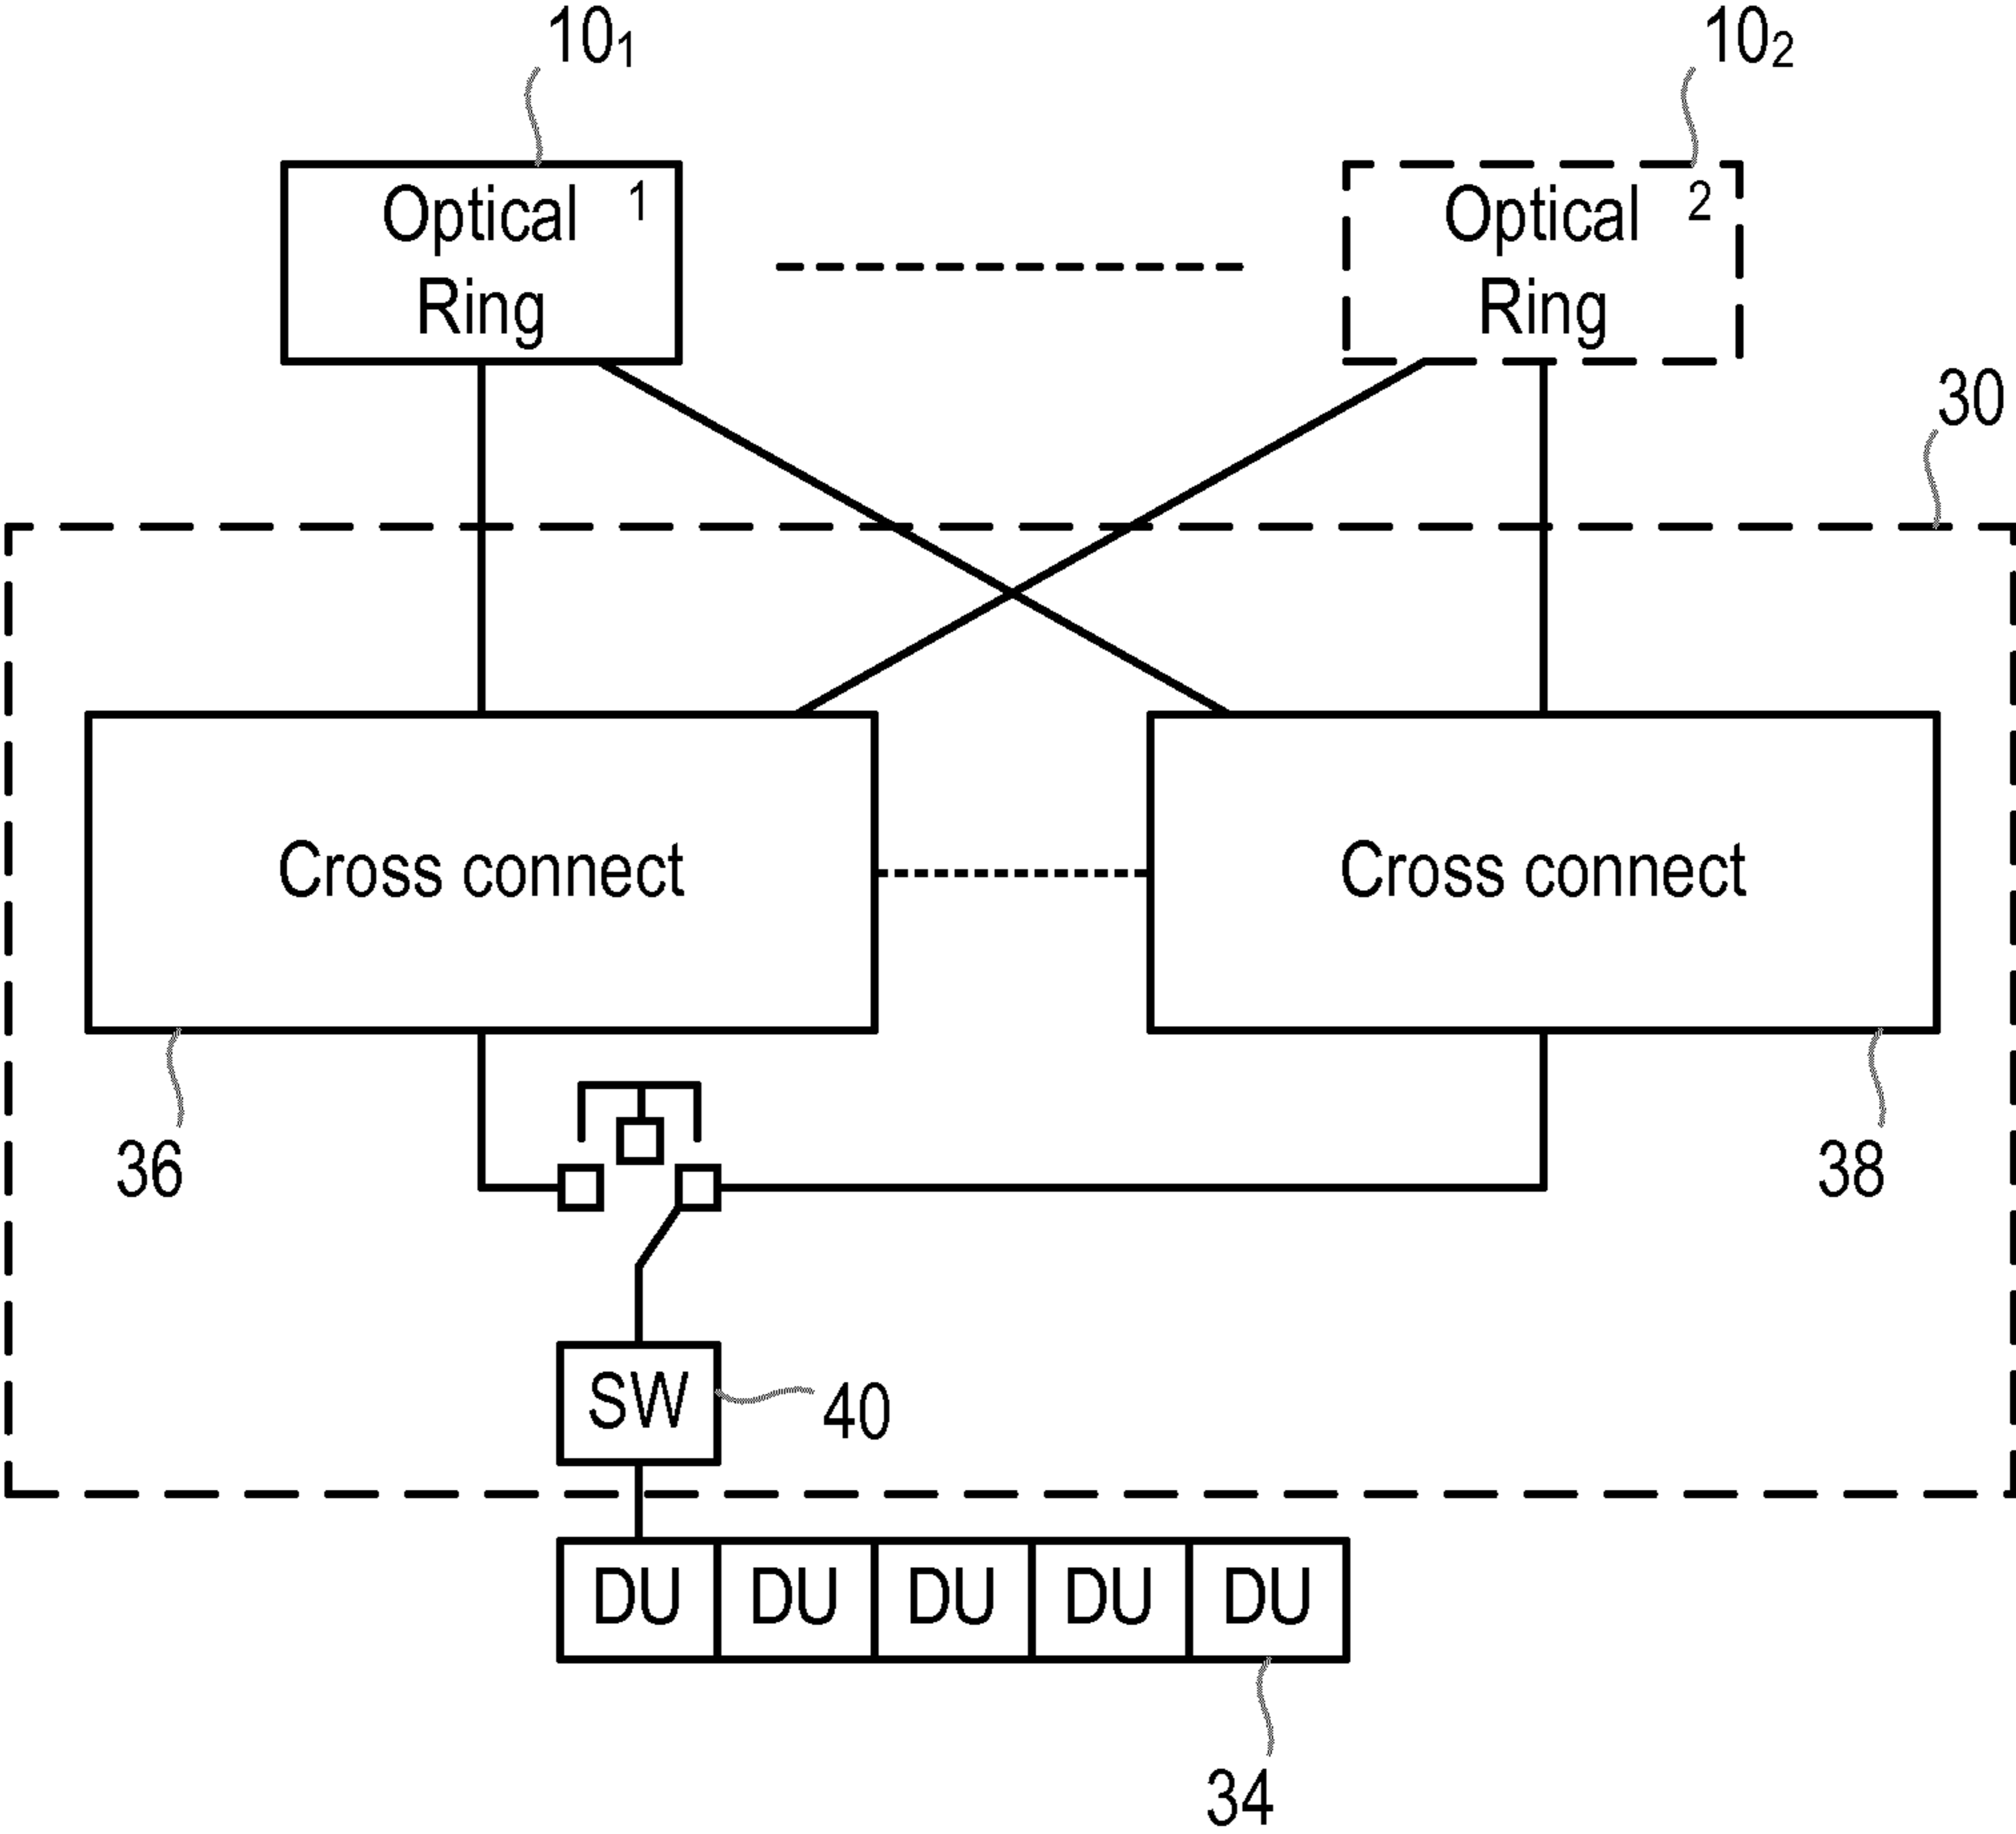 10₁
10₂
Optical 1
Ring
Optical 2
Ring
30
Cross connect
Cross connect
36
38
SW
40
DU DU DU DU DU
34